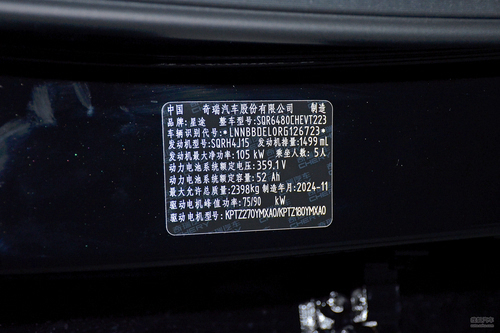 中国 奇瑞汽车股份有限公司 制造
品牌:星途 整车型号:SQR6480CHEVT223
车辆识别代号:*LNNBBDEL0RG126723*
发动机型号:SQRH4J15 发动机排量:1499mL
发动机最大净功率:105 kW 乘坐人数:5人
动力电池系统额定电压:359.1V
动力电池系统额定容量:52 Ah
最大允许总质量:2398kg 制造年月:2024-11
驱动电机峰值功率:75/90 kW
驱动电机型号:KPTZ270YMXA0/KPTZ180YMXA0